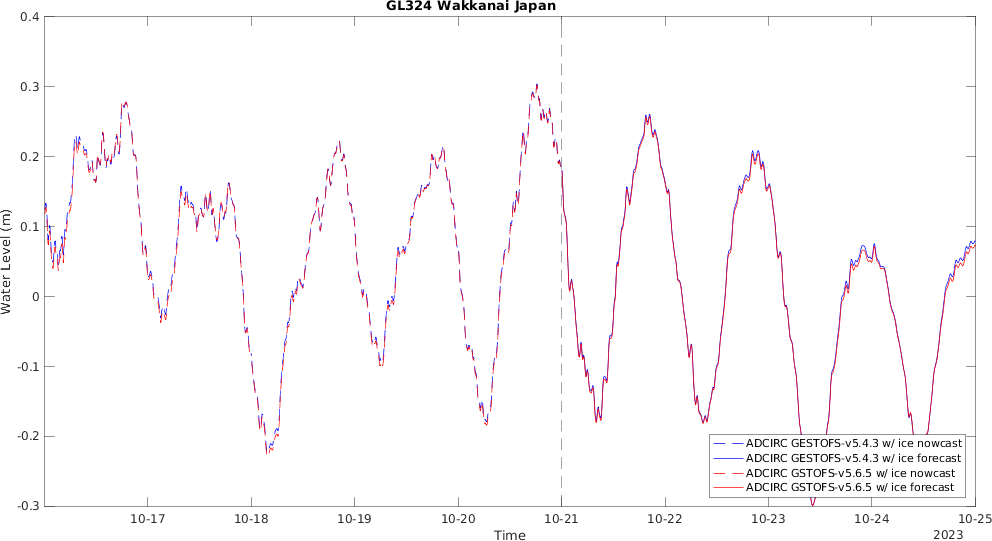 GL324 Wakkanai Japan
0.4
0.3
0.2
0.1
0
-0.1
-0.2
-0.3
Water Level (m)
10-17
10-18
10-19
10-20
10-21
10-22
10-23
10-24
10-25
Time
2023
ADCIRC GESTOFS-v5.4.3 w/ ice nowcast
ADCIRC GESTOFS-v5.4.3 w/ ice forecast
ADCIRC GSTOFS-v5.6.5 w/ ice nowcast
ADCIRC GSTOFS-v5.6.5 w/ ice forecast